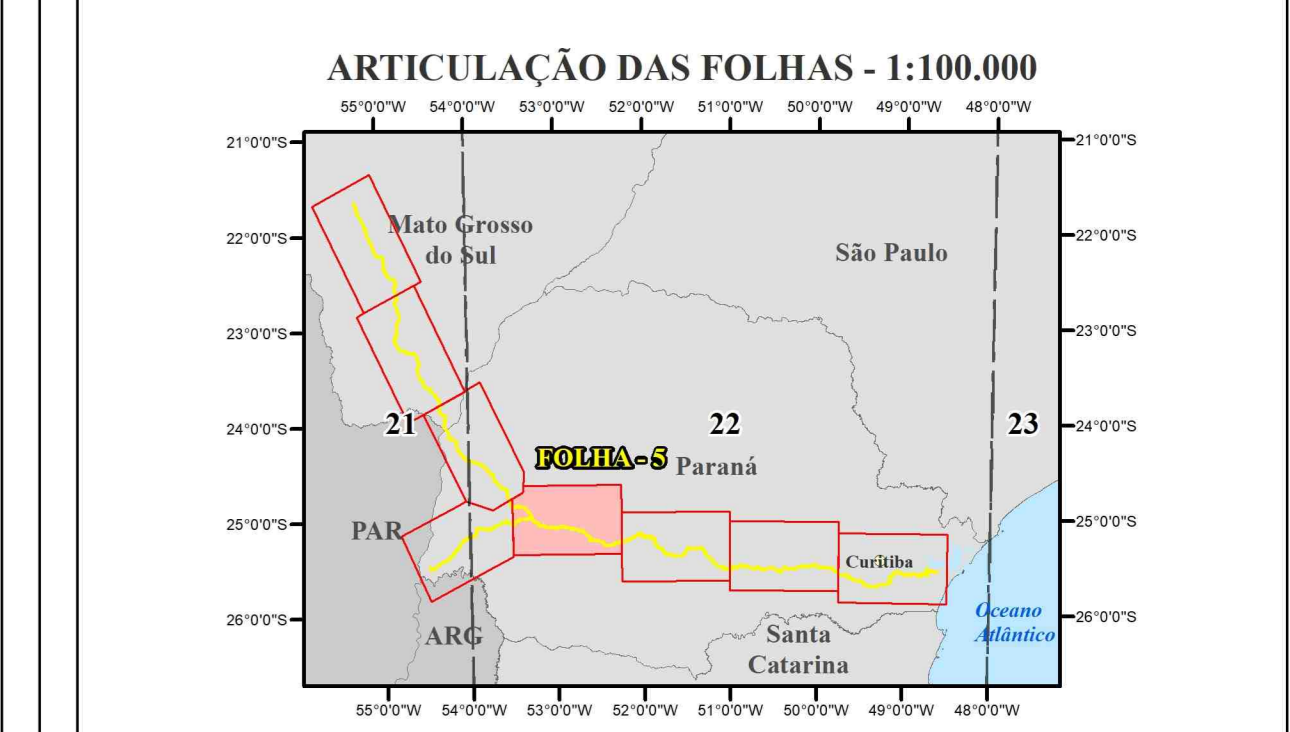 ARTICULAÇÃO DAS FOLHAS - 1:100.000
55°0'0"W 54°0'0"W 53°0'0"W 52°0'0"W 51°0'0"W 50°0'0"W 49°0'0"W 48°0'0"W
21°0'0"S 21°0'0"S
Mato Grosso
do Sul
22°0'0"S 22°0'0"S
São Paulo
23°0'0"S 23°0'0"S
21 22 23
24°0'0"S 24°0'0"S
FOLHA - 5 Paraná
25°0'0"S 25°0'0"S
PAR
Curitiba
Oceano
Atlântico
26°0'0"S 26°0'0"S
ARG
Santa
Catarina
55°0'0"W 54°0'0"W 53°0'0"W 52°0'0"W 51°0'0"W 50°0'0"W 49°0'0"W 48°0'0"W